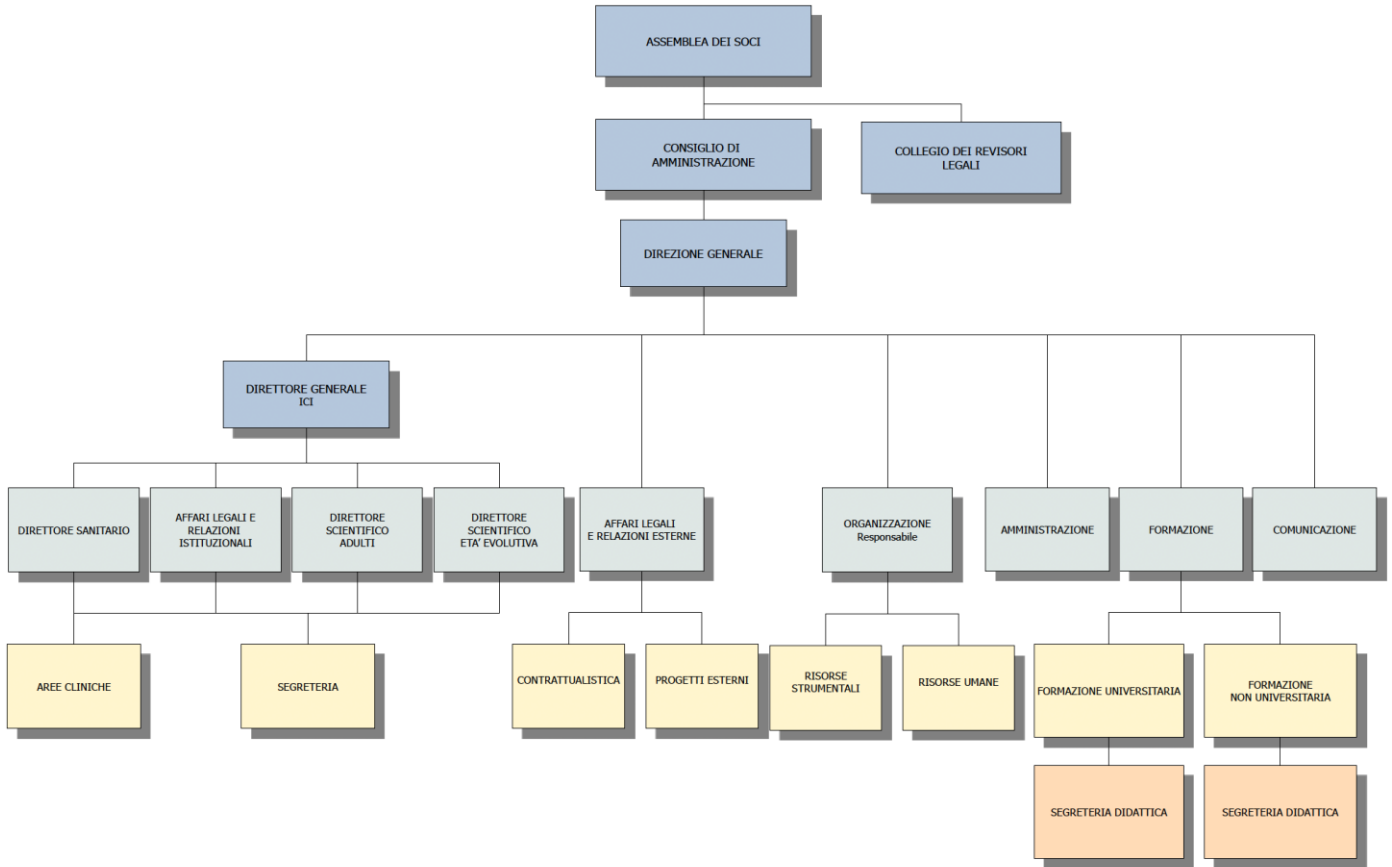 ASSEMBLEA DEI SOCI
CONSIGLIO DI
AMMINISTRAZIONE
COLLEGIO DEI REVISORI
LEGALI
DIREZIONE GENERALE
DIRETTORE GENERALE
ICI
DIRETTORE SANITARIO
AFFARI LEGALI E
RELAZIONI
ISTITUZIONALI
DIRETTORE
SCIENTIFICO
ADULTI
DIRETTORE
SCIENTIFICO
ETA' EVOLUTIVA
AFFARI LEGALI
E RELAZIONI ESTERNE
ORGANIZZAZIONE
Responsabile
AMMINISTRAZIONE
FORMAZIONE
COMUNICAZIONE
AREE CLINICHE
SEGRETERIA
CONTRATTUALISTICA
PROGETTI ESTERNI
RISORSE
STRUMENTALI
RISORSE UMANE
FORMAZIONE UNIVERSITARIA
FORMAZIONE
NON UNIVERSITARIA
SEGRETERIA DIDATTICA
SEGRETERIA DIDATTICA